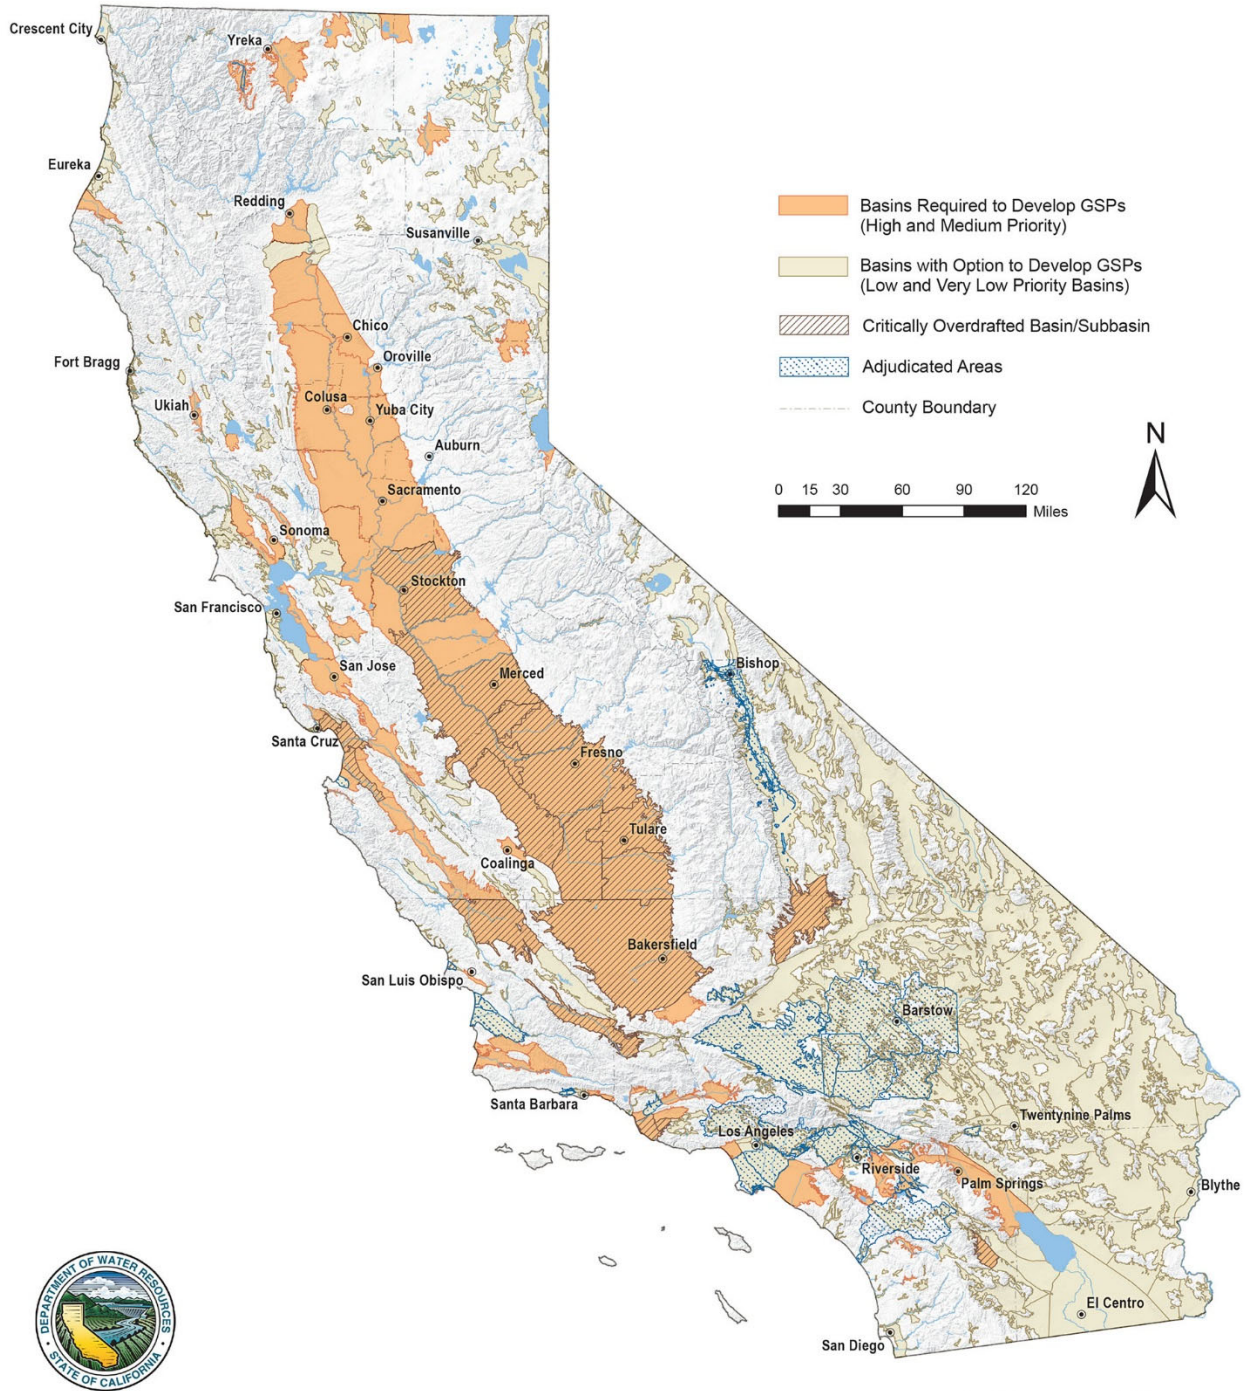 Crescent City
Yreka
Eureka
Redding
Susanville
Chico
Fort Bragg
Oroville
Ukiah
Colusa
Yuba City
Auburn
Sacramento
Sonoma
Stockton
San Francisco
San Jose
Merced
Bishop
Santa Cruz
Fresno
Tulare
Coalinga
Bakersfield
San Luis Obispo
Barstow
Santa Barbara
Twentynine Palms
Los Angeles
Riverside
Palm Springs
Blythe
El Centro
San Diego
Basins Required to Develop GSPs
(High and Medium Priority)
Basins with Option to Develop GSPs
(Low and Very Low Priority Basins)
Critically Overdrafted Basin/Subbasin
Adjudicated Areas
County Boundary
N
0 15 30 60 90 120
Miles
DEPARTMENT OF WATER RESOURCES
STATE OF CALIFORNIA